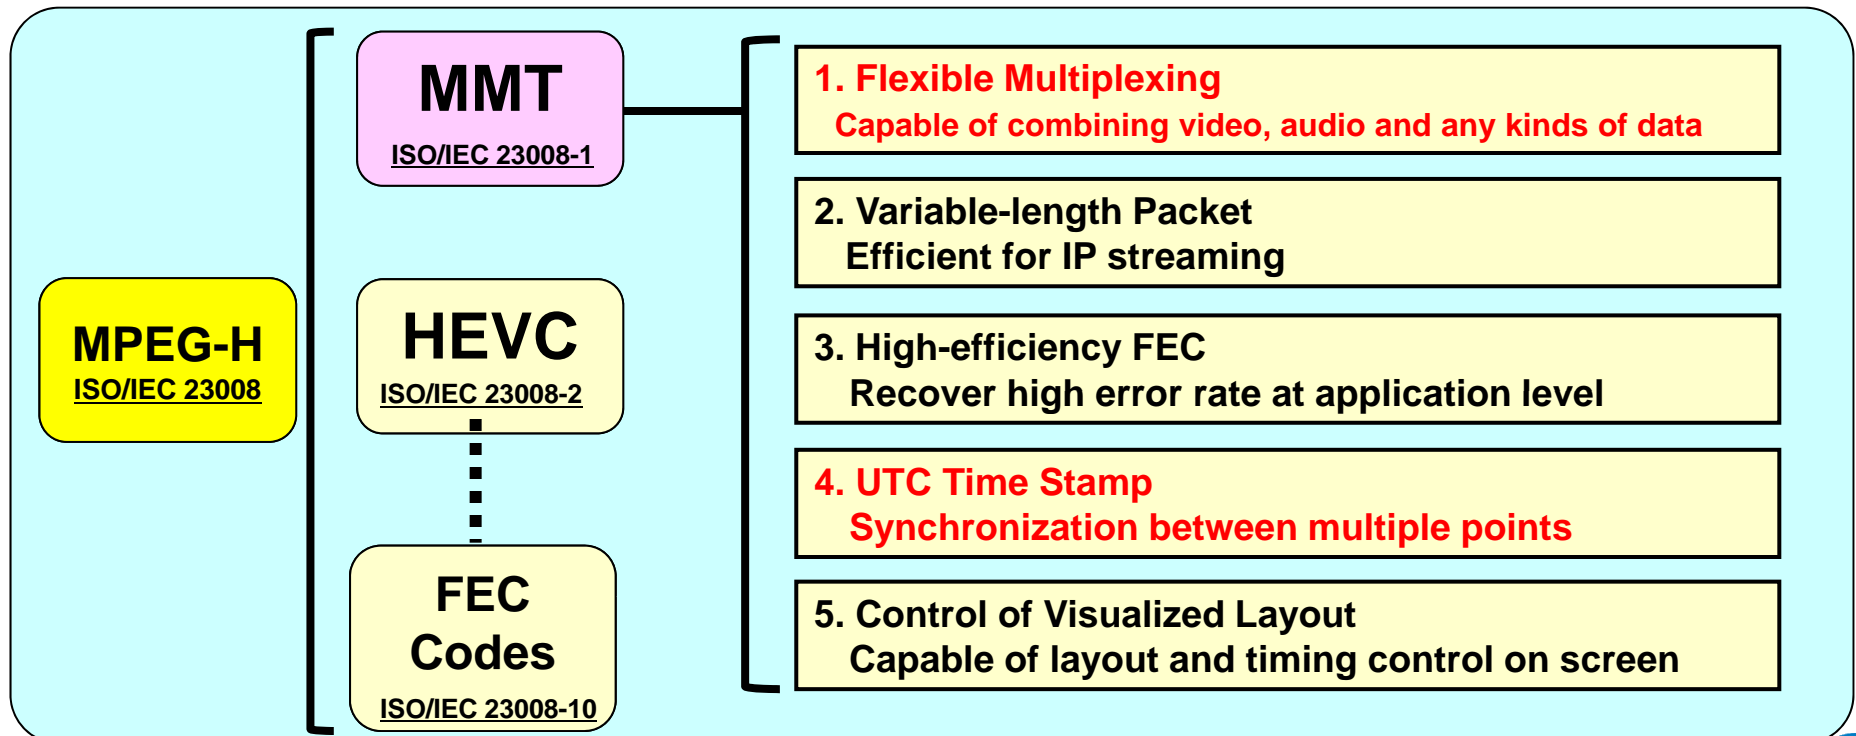 MPEG-H
ISO/IEC 23008
MMT
ISO/IEC 23008-1
HEVC
ISO/IEC 23008-2
FEC
Codes
ISO/IEC 23008-10
1. Flexible Multiplexing
Capable of combining video, audio and any kinds of data
2. Variable-length Packet
Efficient for IP streaming
3. High-efficiency FEC
Recover high error rate at application level
4. UTC Time Stamp
Synchronization between multiple points
5. Control of Visualized Layout
Capable of layout and timing control on screen